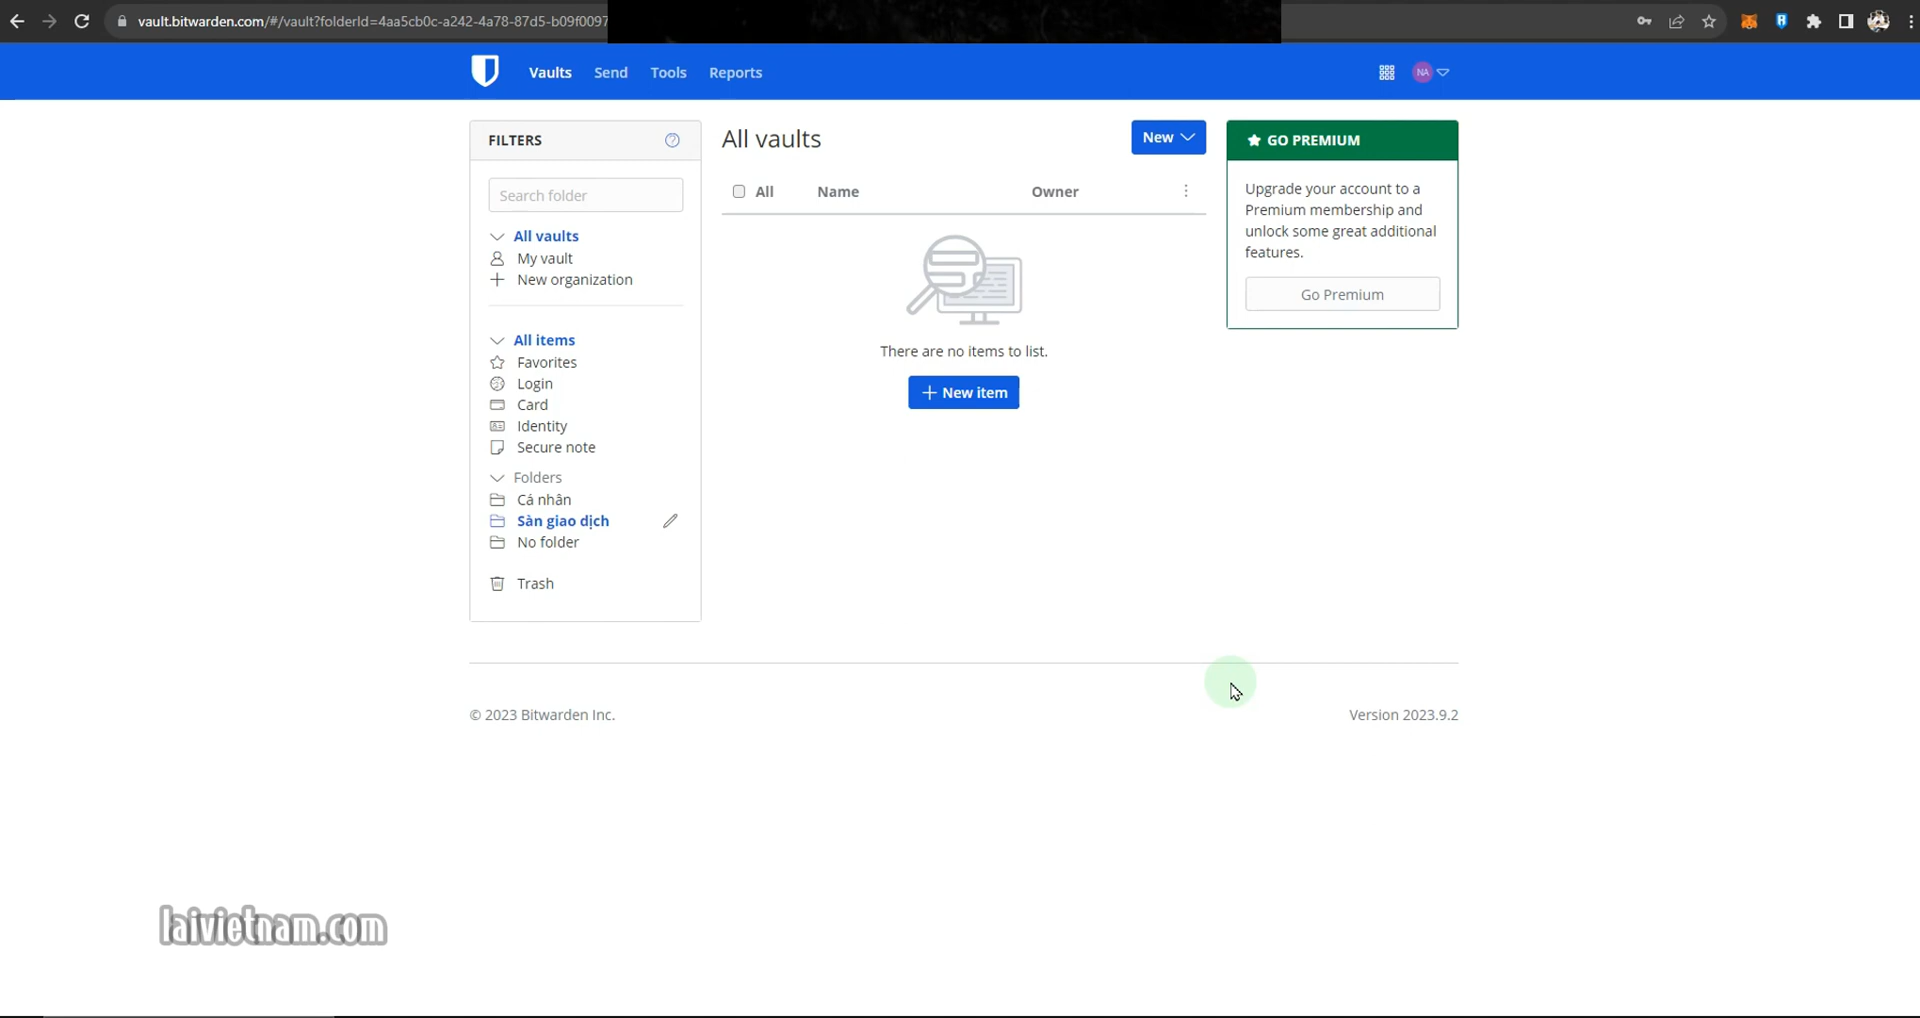 vault.bitwarden.com/#/vault?folderId=4aa5cb0c-a242-4a78-87d5-b09f0097
Vaults
Send
Tools
Reports
NA
FILTERS
Search folder
All vaults
My vault
New organization
All items
Favorites
Login
Card
Identity
Secure note
Folders
Cá nhân
Sàn giao dịch
No folder
Trash
All vaults
New
All
Name
Owner
There are no items to list.
New item
GO PREMIUM
Upgrade your account to a
Premium membership and
unlock some great additional
features.
Go Premium
© 2023 Bitwarden Inc.
Version 2023.9.2
laivietnam.com